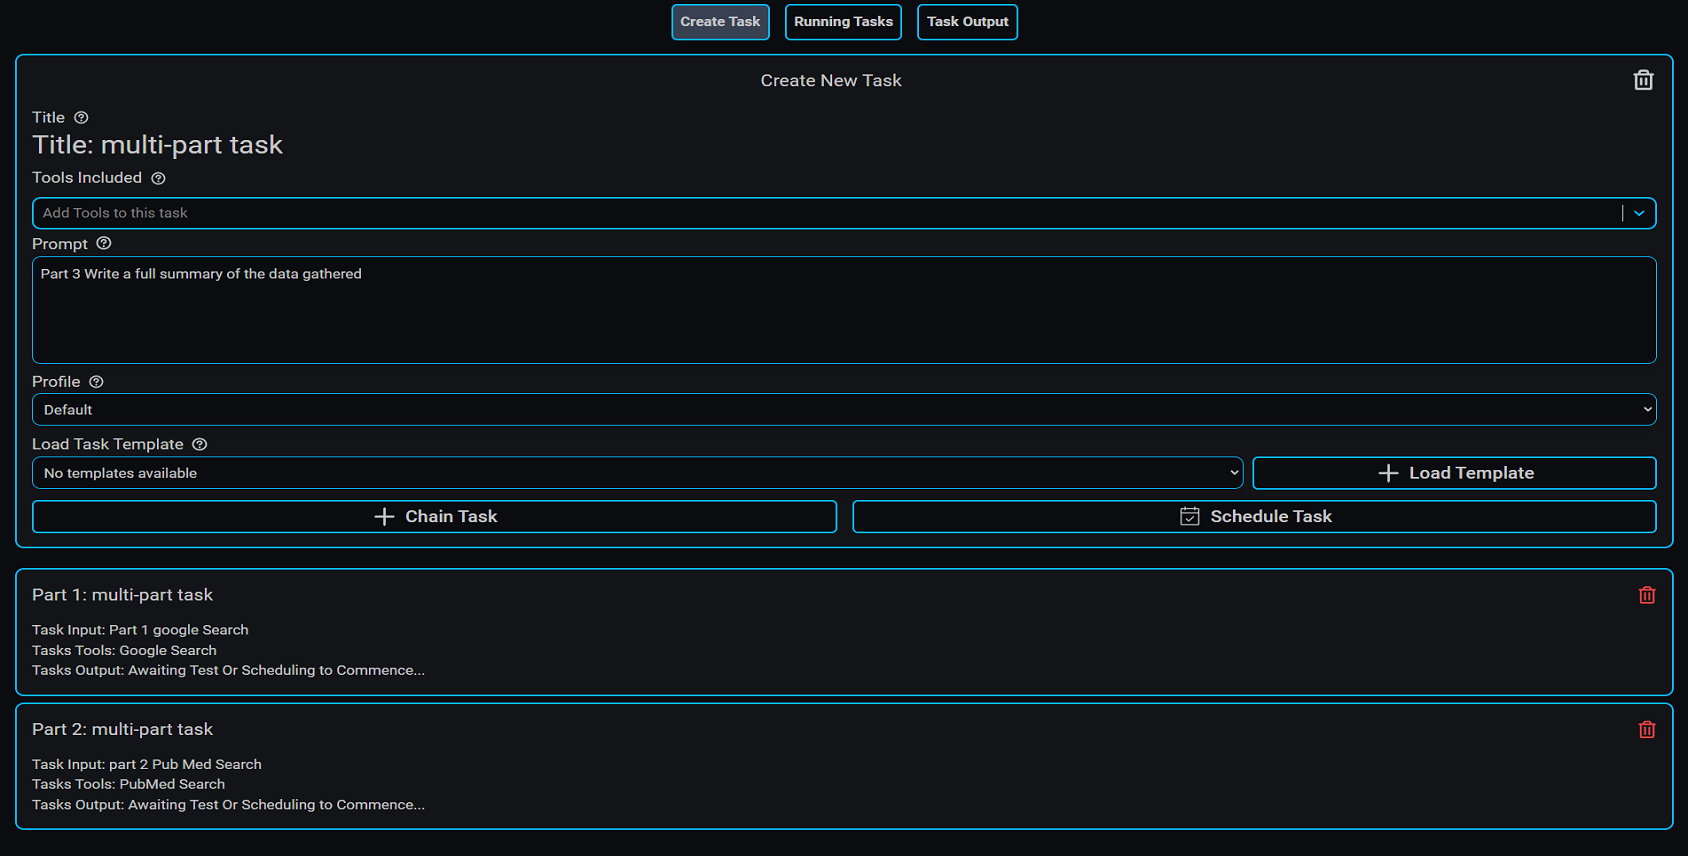 Create Task Running Tasks Task Output
Create New Task
Title
Title: multi-part task
Tools Included
Add Tools to this task
Prompt
Part 3 Write a full summary of the data gathered
Profile
Default
Load Task Template
No templates available
Load Template
Chain Task
Schedule Task
Part 1: multi-part task
Task Input: Part 1 google Search
Tasks Tools: Google Search
Tasks Output: Awaiting Test Or Scheduling to Commence...
Part 2: multi-part task
Task Input: part 2 Pub Med Search
Tasks Tools: PubMed Search
Tasks Output: Awaiting Test Or Scheduling to Commence...